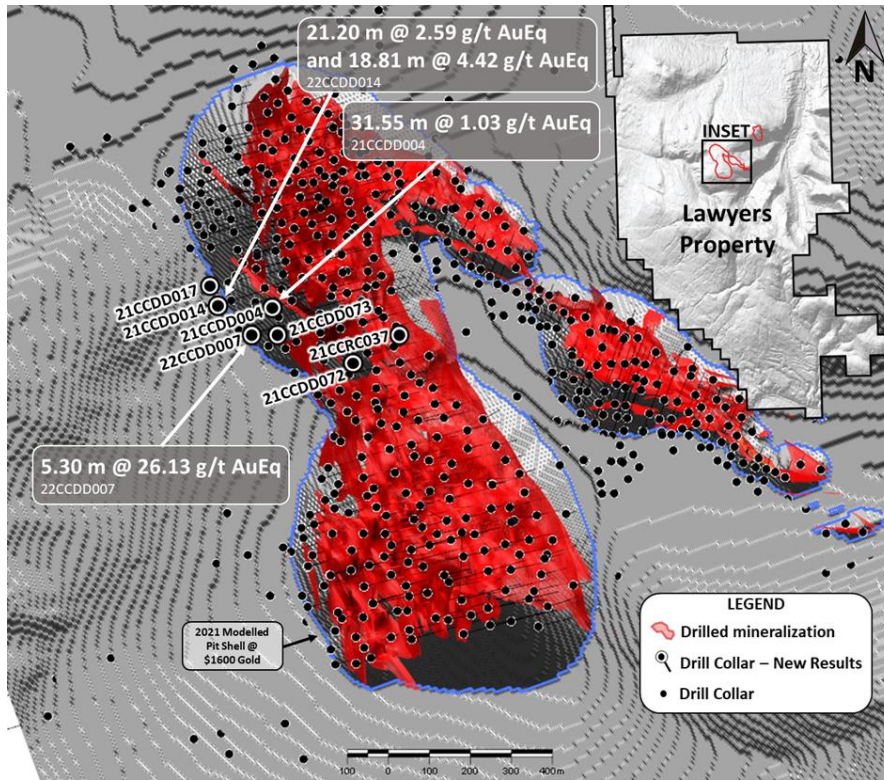 21.20 m @ 2.59 g/t AuEq
and 18.81 m @ 4.42 g/t AuEq
22CCDD014
31.55 m @ 1.03 g/t AuEq
21CCDD004
N
INSET
Lawyers
Property
21CCDD017
21CCDD014
21CCDD004
22CCDD007
21CCDD073
21CCRC037
21CCDD072
5.30 m @ 26.13 g/t AuEq
22CCDD007
2021 Modelled
Pit Shell @
$1600 Gold
LEGEND
Drilled mineralization
Drill Collar – New Results
Drill Collar
100 0 100 200 300 400m